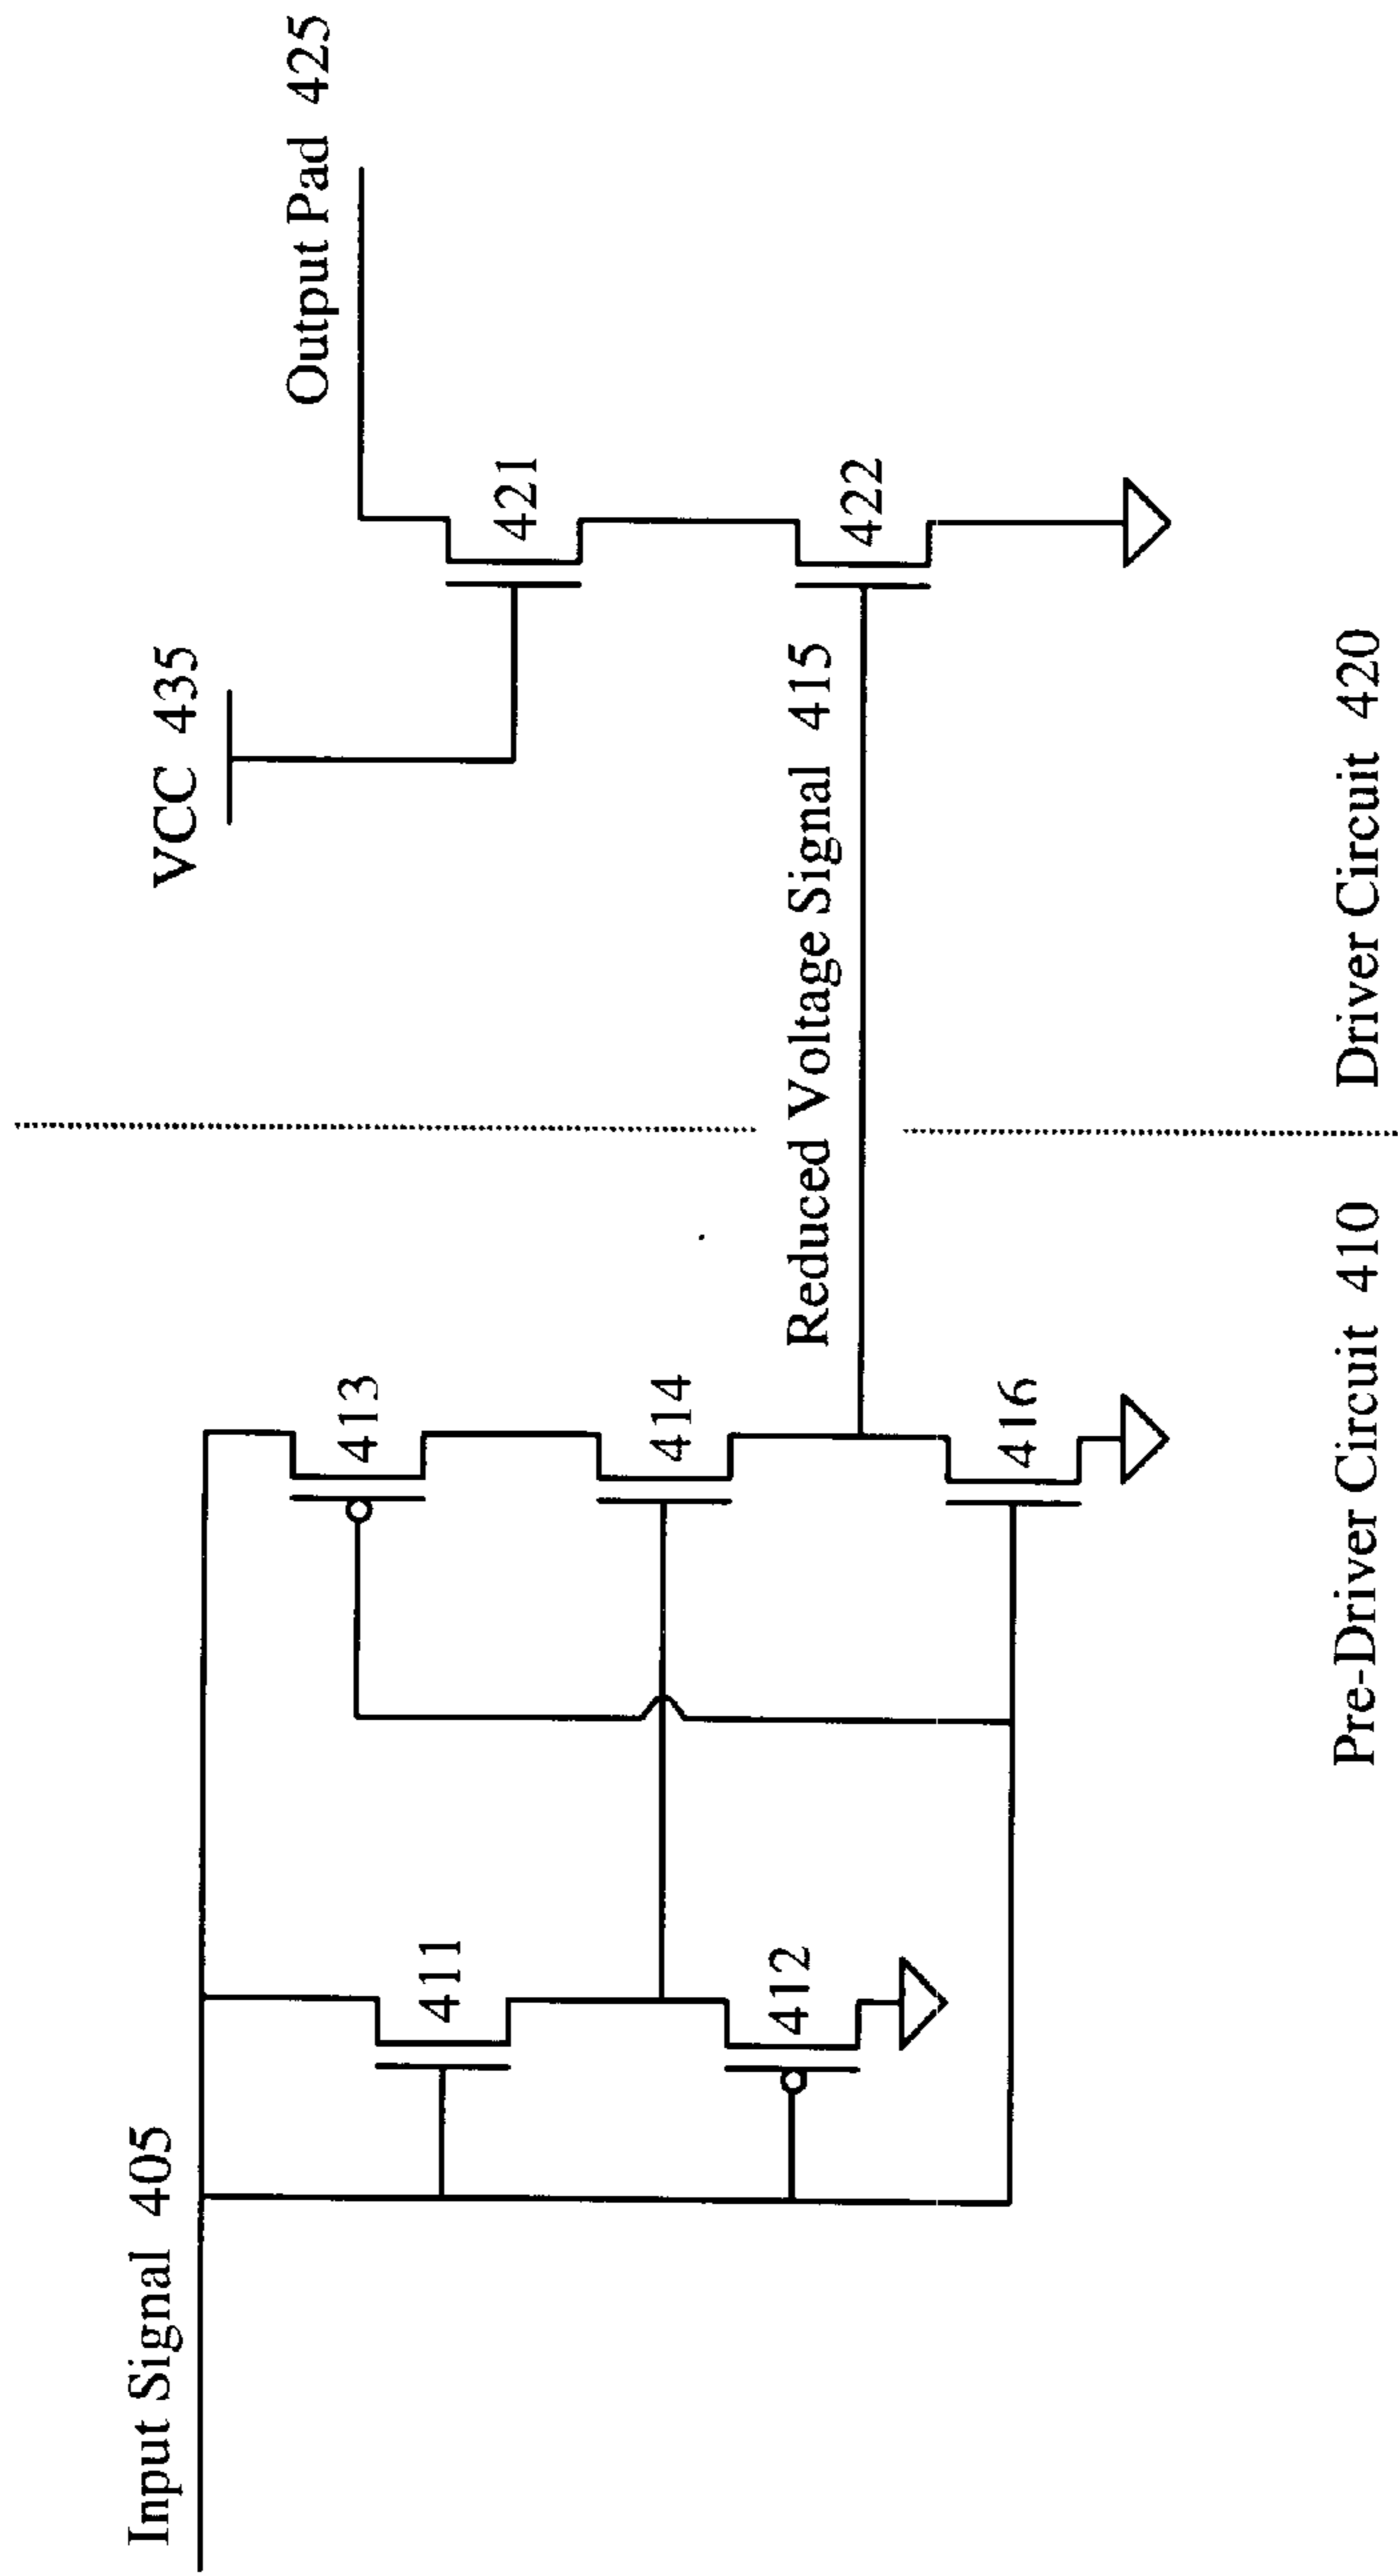 Input Signal 405
VCC 435
Output Pad 425
411
412
413
414
416
421
422
Reduced Voltage Signal 415
Pre-Driver Circuit 410
Driver Circuit 420